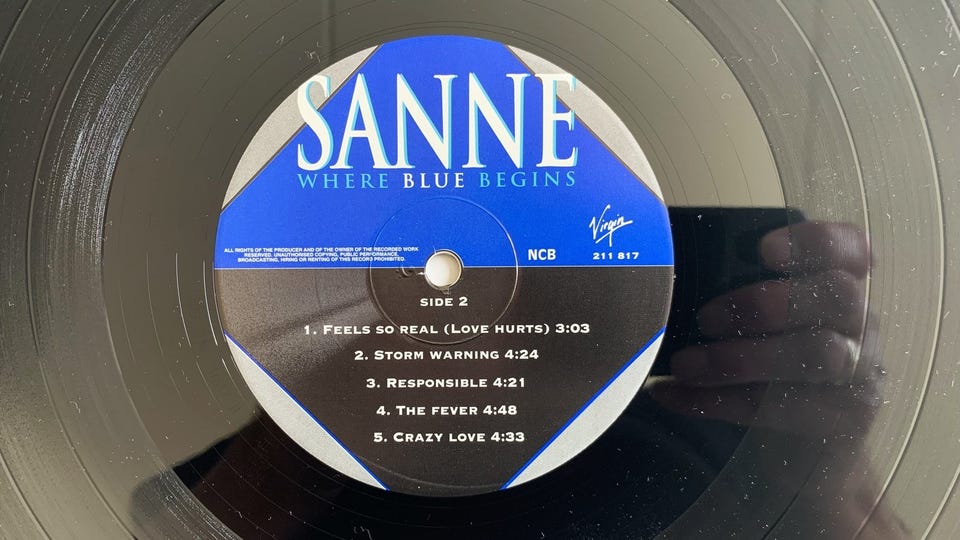 SANNE
WHERE BLUE BEGINS
Virgin
ALL RIGHTS OF THE PRODUCER AND OF THE OWNER OF THE RECORDED WORK
RESERVED. UNAUTHORISED COPYING, PUBLIC PERFORMANCE,
BROADCASTING, HIRING OR RENTING OF THIS RECORD PROHIBITED.
NCB
211 817
SIDE 2
1. FEELS SO REAL (LOVE HURTS) 3:03
2. STORM WARNING 4:24
3. RESPONSIBLE 4:21
4. THE FEVER 4:48
5. CRAZY LOVE 4:33